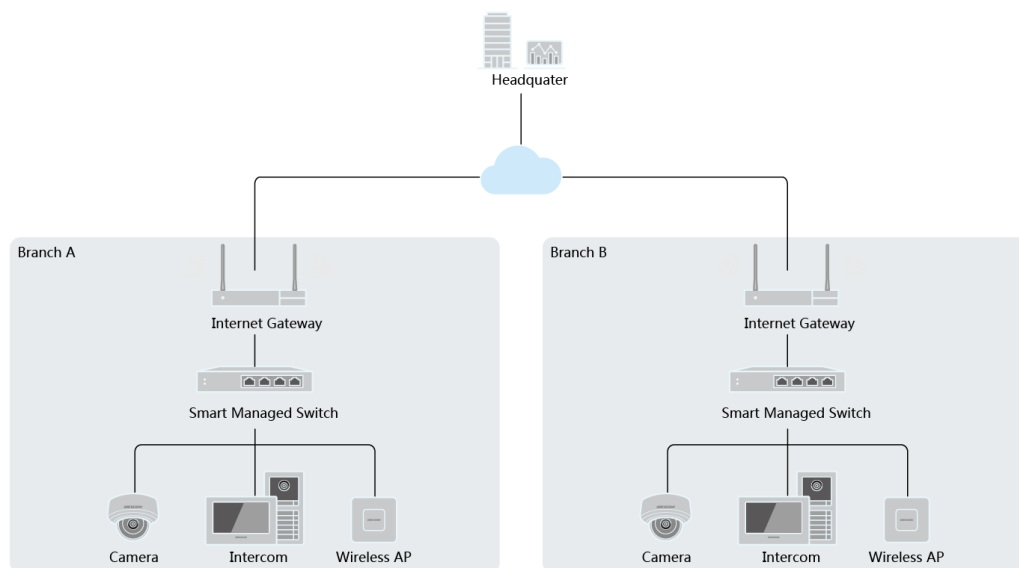 Headquater
Branch A
Branch B
Internet Gateway
Internet Gateway
Smart Managed Switch
Smart Managed Switch
Camera
Intercom
Wireless AP
Camera
Intercom
Wireless AP